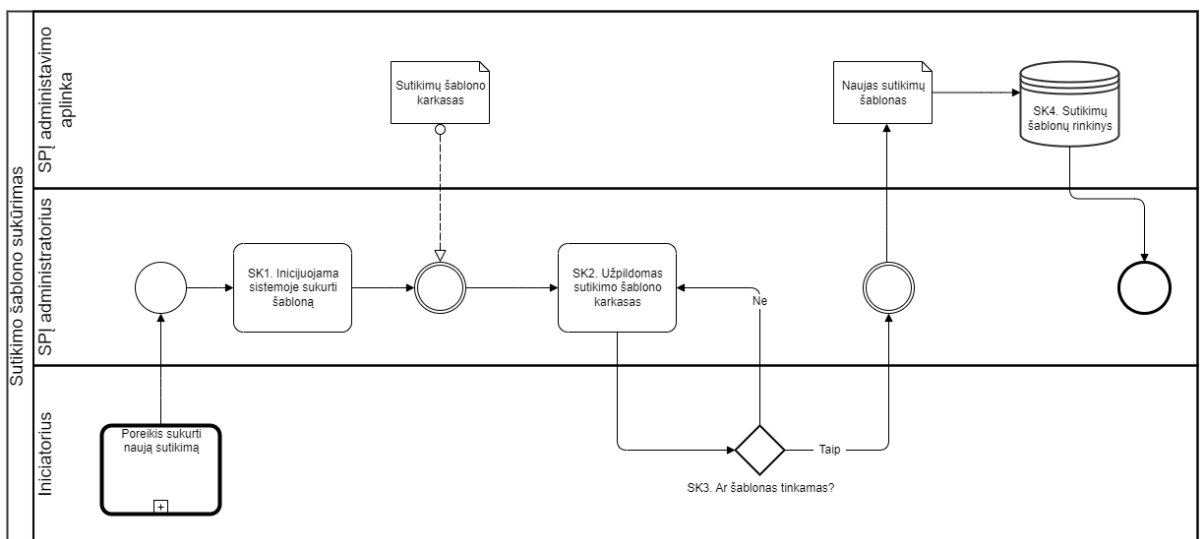 Sutikimo šablono sukūrimas
SPĮ administavimo
aplinka
Sutikimų šablono
karkasas
Naujas sutikimų
šablonas
SK4. Sutikimų
šablonų rinkinys
SPĮ administratorius
SK1. Inicijuojama
sistemoje sukurti
šabloną
SK2. Užpildomas
sutikimo šablono
karkasas
Ne
Iniciatorius
Poreikis sukurti
naują sutikimą
Taip
SK3. Ar šablonas tinkamas?